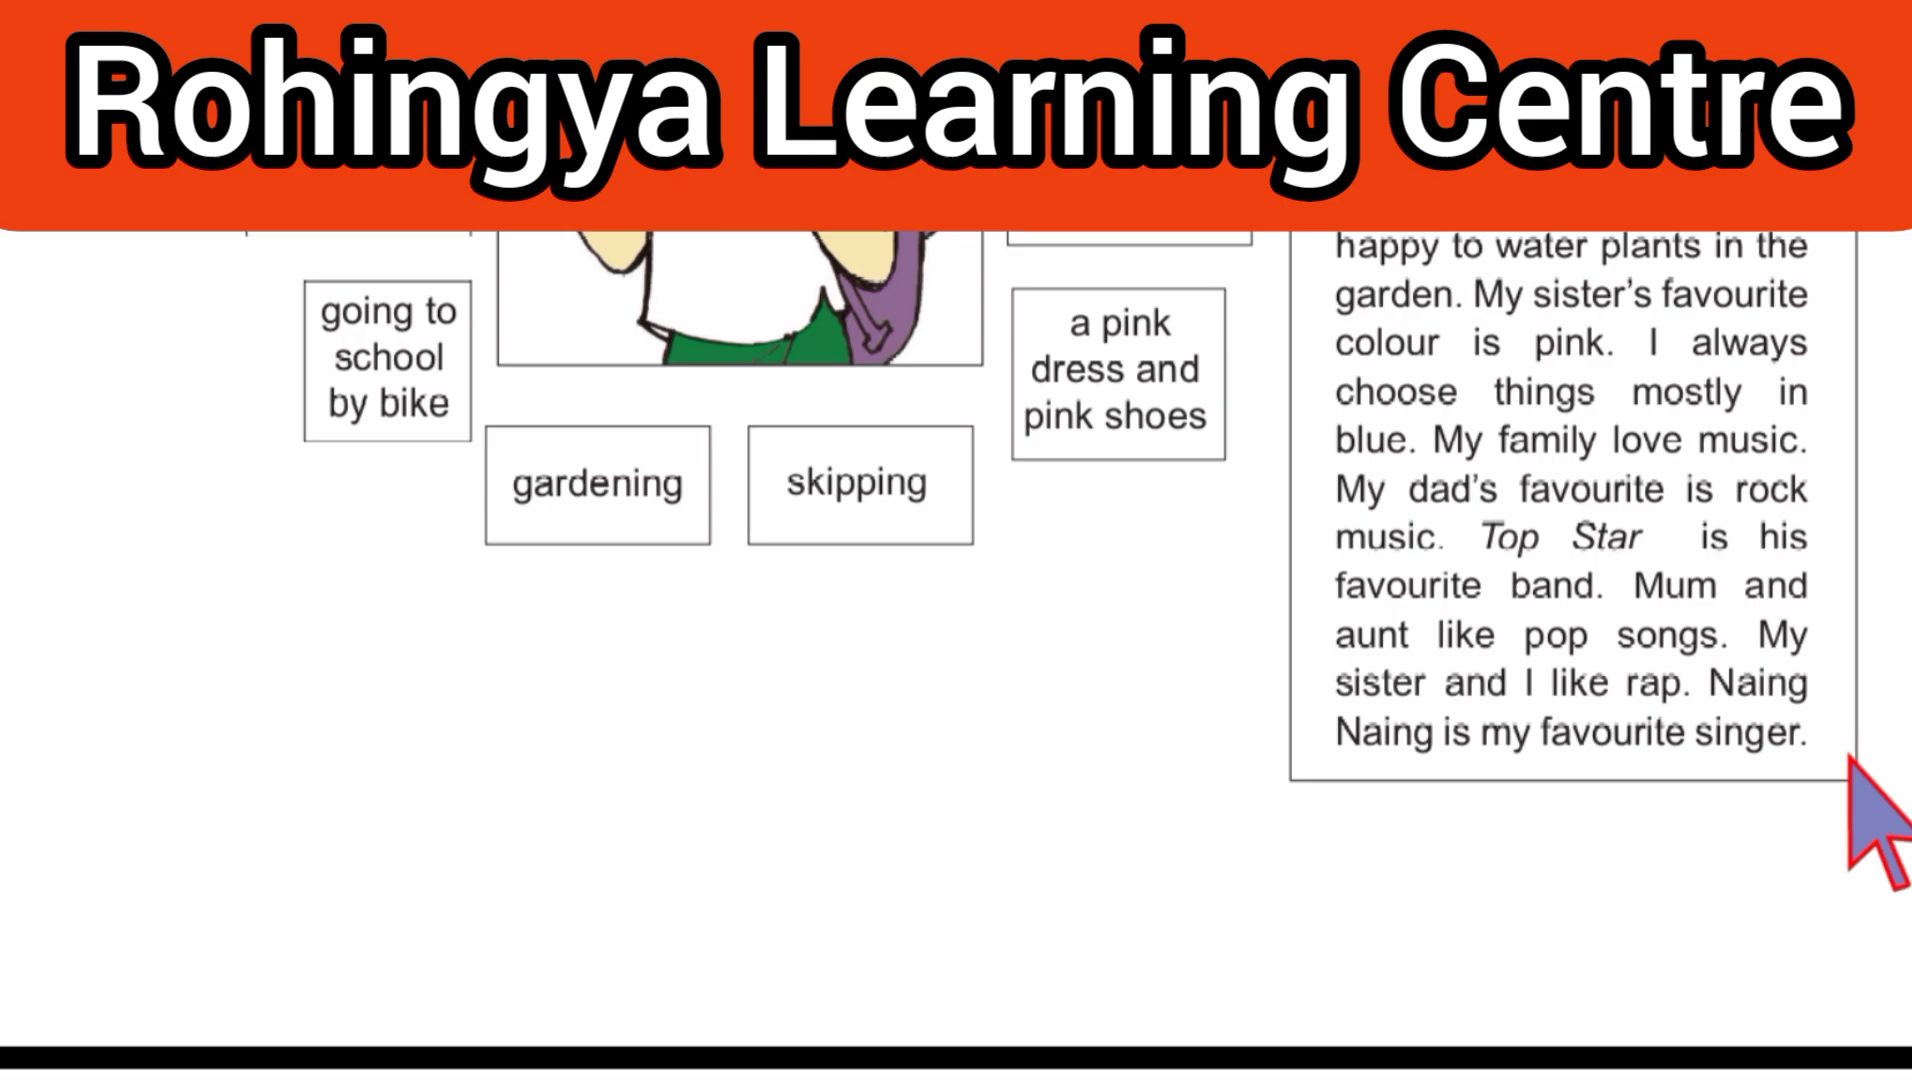 Rohingya Learning Centre
going to
school
by bike
gardening
skipping
a pink
dress and
pink shoes
happy to water plants in the
garden. My sister's favourite
colour is pink. I always
choose things mostly in
blue. My family love music.
My dad's favourite is rock
music. Top Star is his
favourite band. Mum and
aunt like pop songs. My
sister and I like rap. Naing
Naing is my favourite singer.